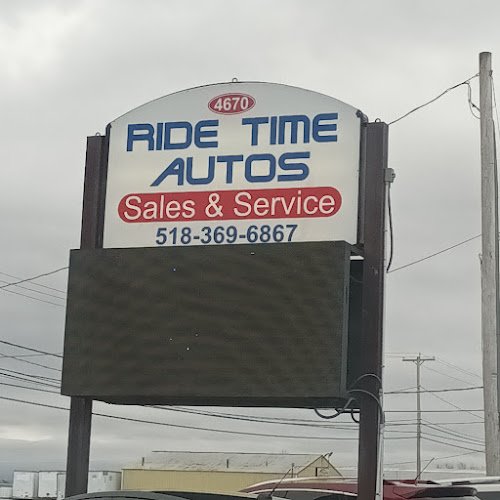 4670
RIDE TIME
AUTOS
Sales & Service
518-369-6867